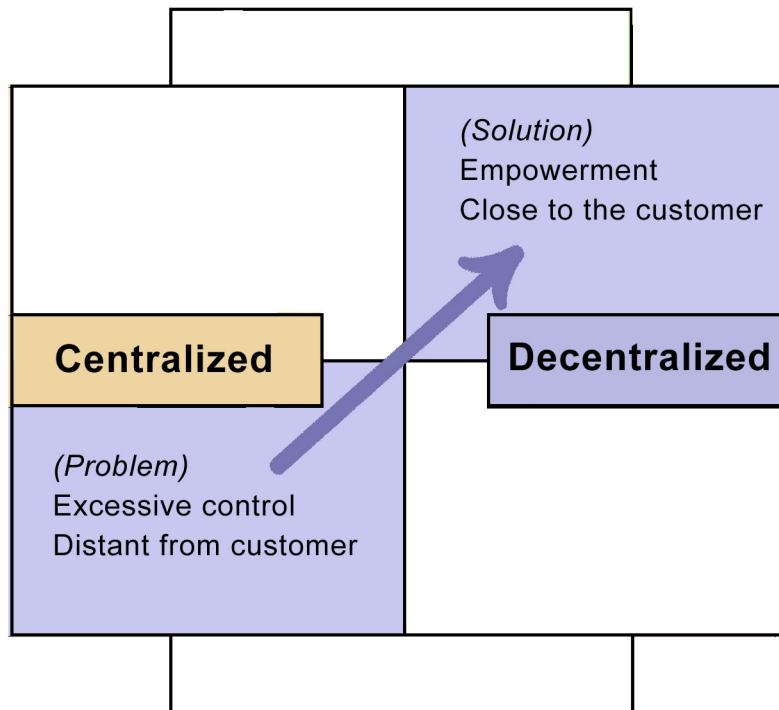 (Solution)
Empowerment
Close to the customer
Centralized
Decentralized
(Problem)
Excessive control
Distant from customer